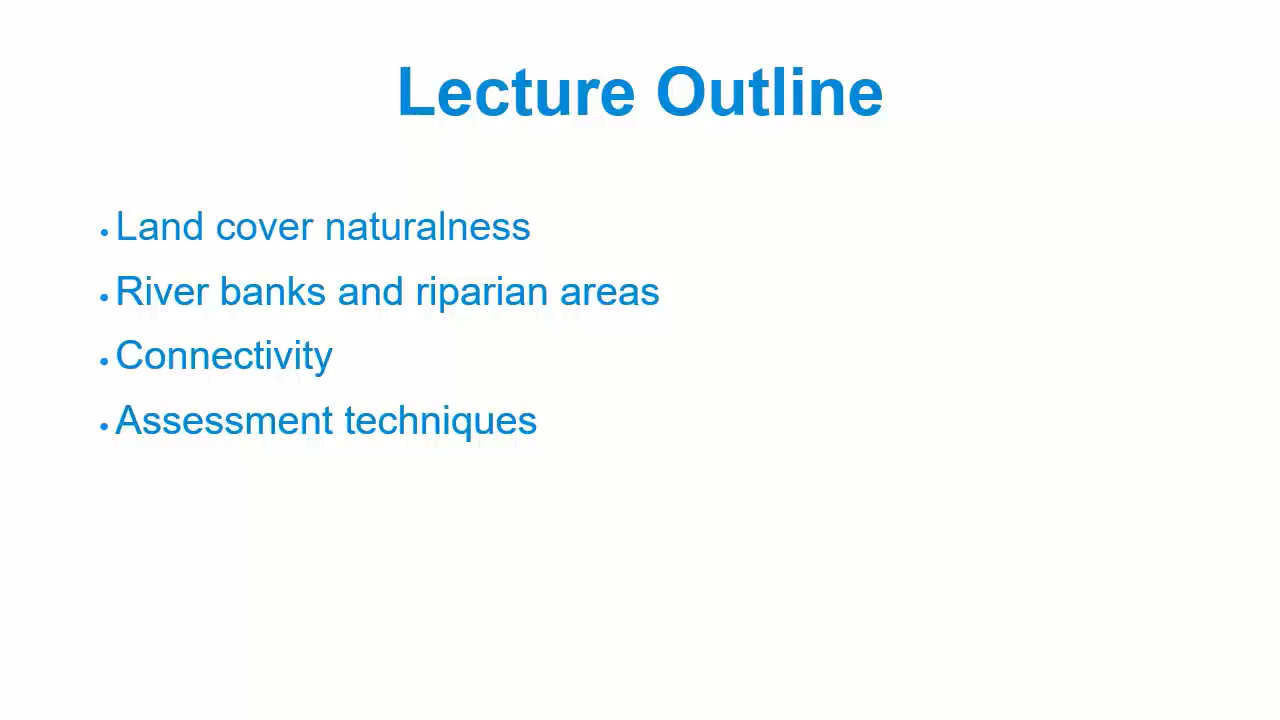 Lecture Outline
• Land cover naturalness
• River banks and riparian areas
• Connectivity
• Assessment techniques